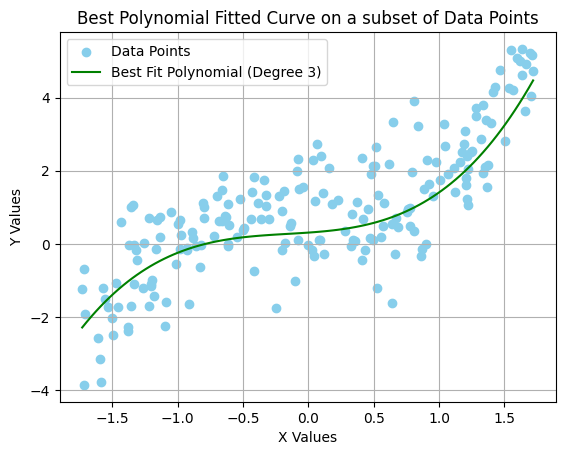 Best Polynomial Fitted Curve on a subset of Data Points
Data Points
Best Fit Polynomial (Degree 3)
Y Values
4
2
0
−2
−4
−1.5 −1.0 −0.5 0.0 0.5 1.0 1.5
X Values